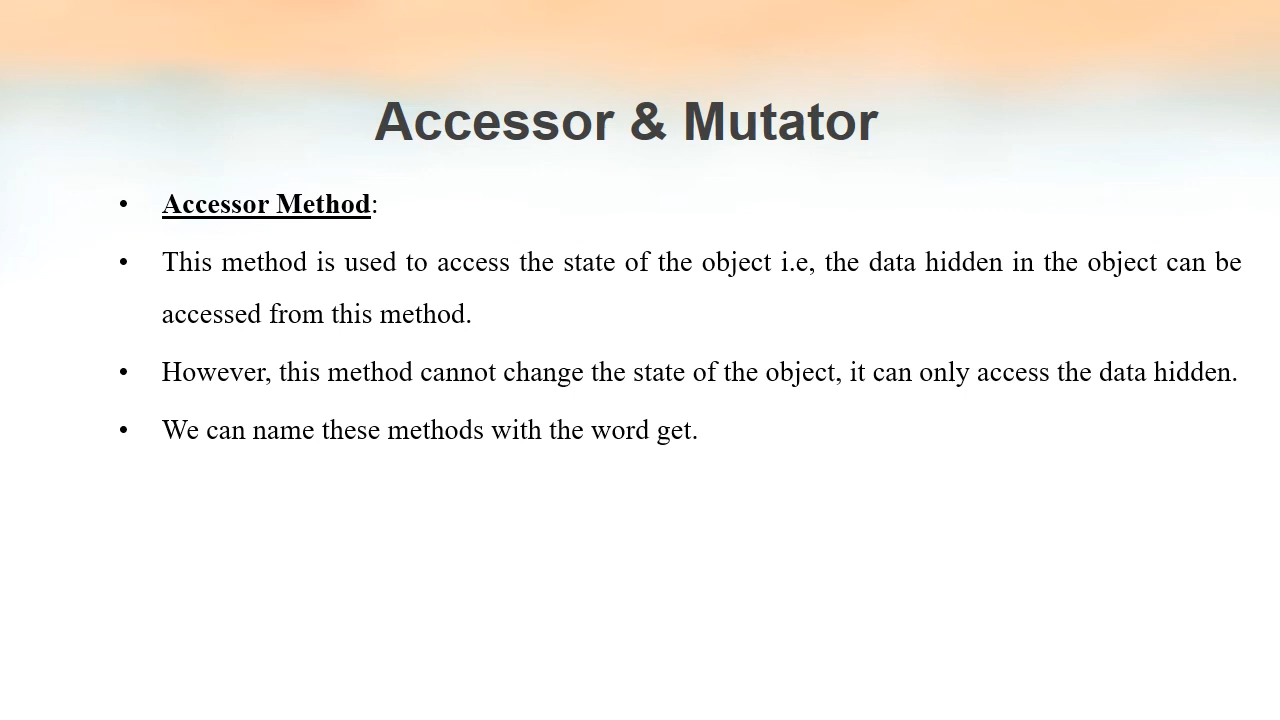 Accessor & Mutator
• Accessor Method:
• This method is used to access the state of the object i.e, the data hidden in the object can be
accessed from this method.
• However, this method cannot change the state of the object, it can only access the data hidden.
• We can name these methods with the word get.